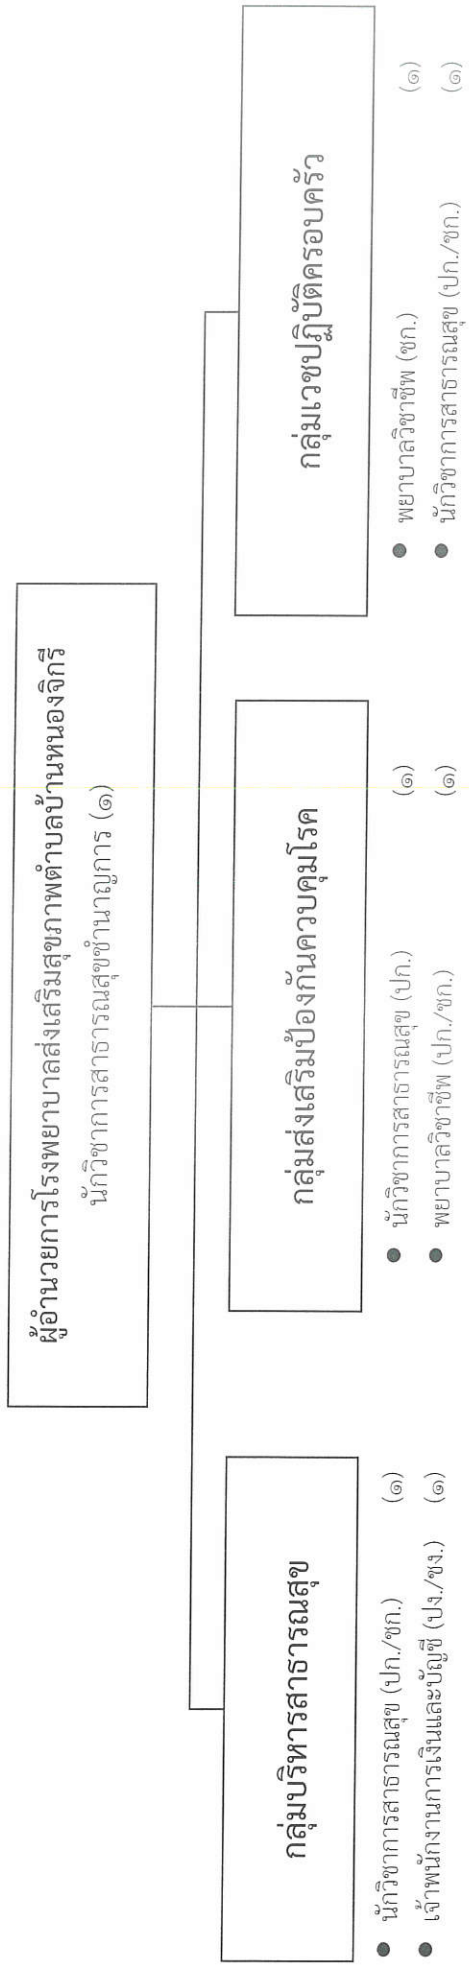 ผู้อำนวยการโรงพยาบาลส่งเสริมสุขภาพตำบลบ้านหนองจิกรี
นักวิชาการสาธารณสุขชำนาญการ (๑)
กลุ่มบริหารสาธารณสุข
● นักวิชาการสาธารณสุข (ปก./ชก.) (๑)
● เจ้าพนักงานการเงินและบัญชี (ปง./ชง.) (๑)
กลุ่มส่งเสริมป้องกันควบคุมโรค
● นักวิชาการสาธารณสุข (ปก.) (๑)
● พยาบาลวิชาชีพ (ปก./ชก.) (๑)
กลุ่มเวชปฏิบัติครอบครัว
● พยาบาลวิชาชีพ (ชก.) (๑)
● นักวิชาการสาธารณสุข (ปก./ชก.) (๑)